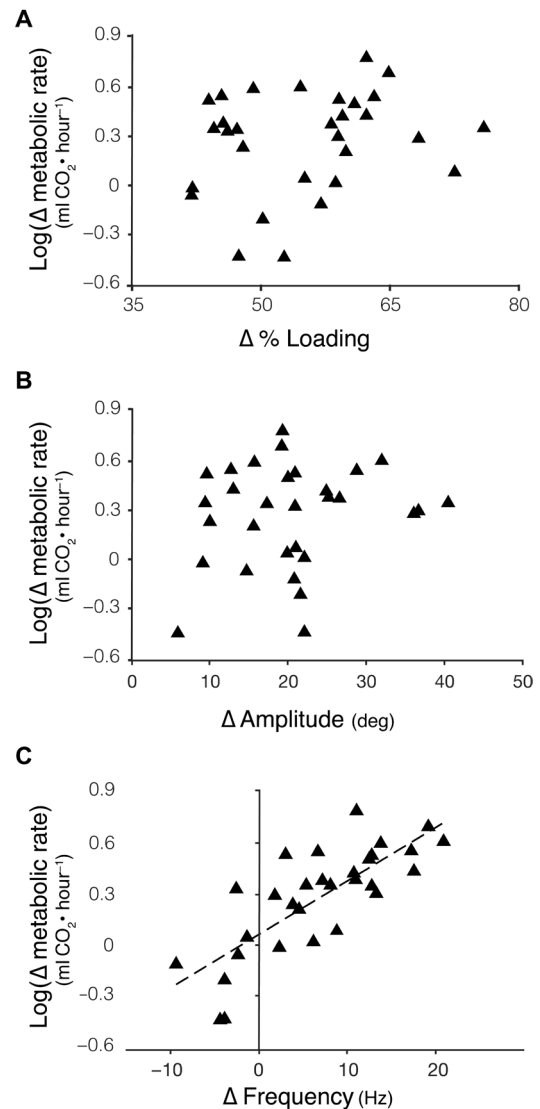 A
Log(Δ metabolic rate)
(ml CO₂• hour⁻¹)
0.9
0.6
0.3
0
–0.3
–0.6
35 50 65 80
Δ % Loading
B
Log(Δ metabolic rate)
(ml CO₂• hour⁻¹)
0.9
0.6
0.3
0
–0.3
–0.6
0 10 20 30 40 50
Δ Amplitude (deg)
C
Log(Δ metabolic rate)
(ml CO₂• hour⁻¹)
0.9
0.6
0.3
0
–0.3
–0.6
–10 0 10 20
Δ Frequency (Hz)